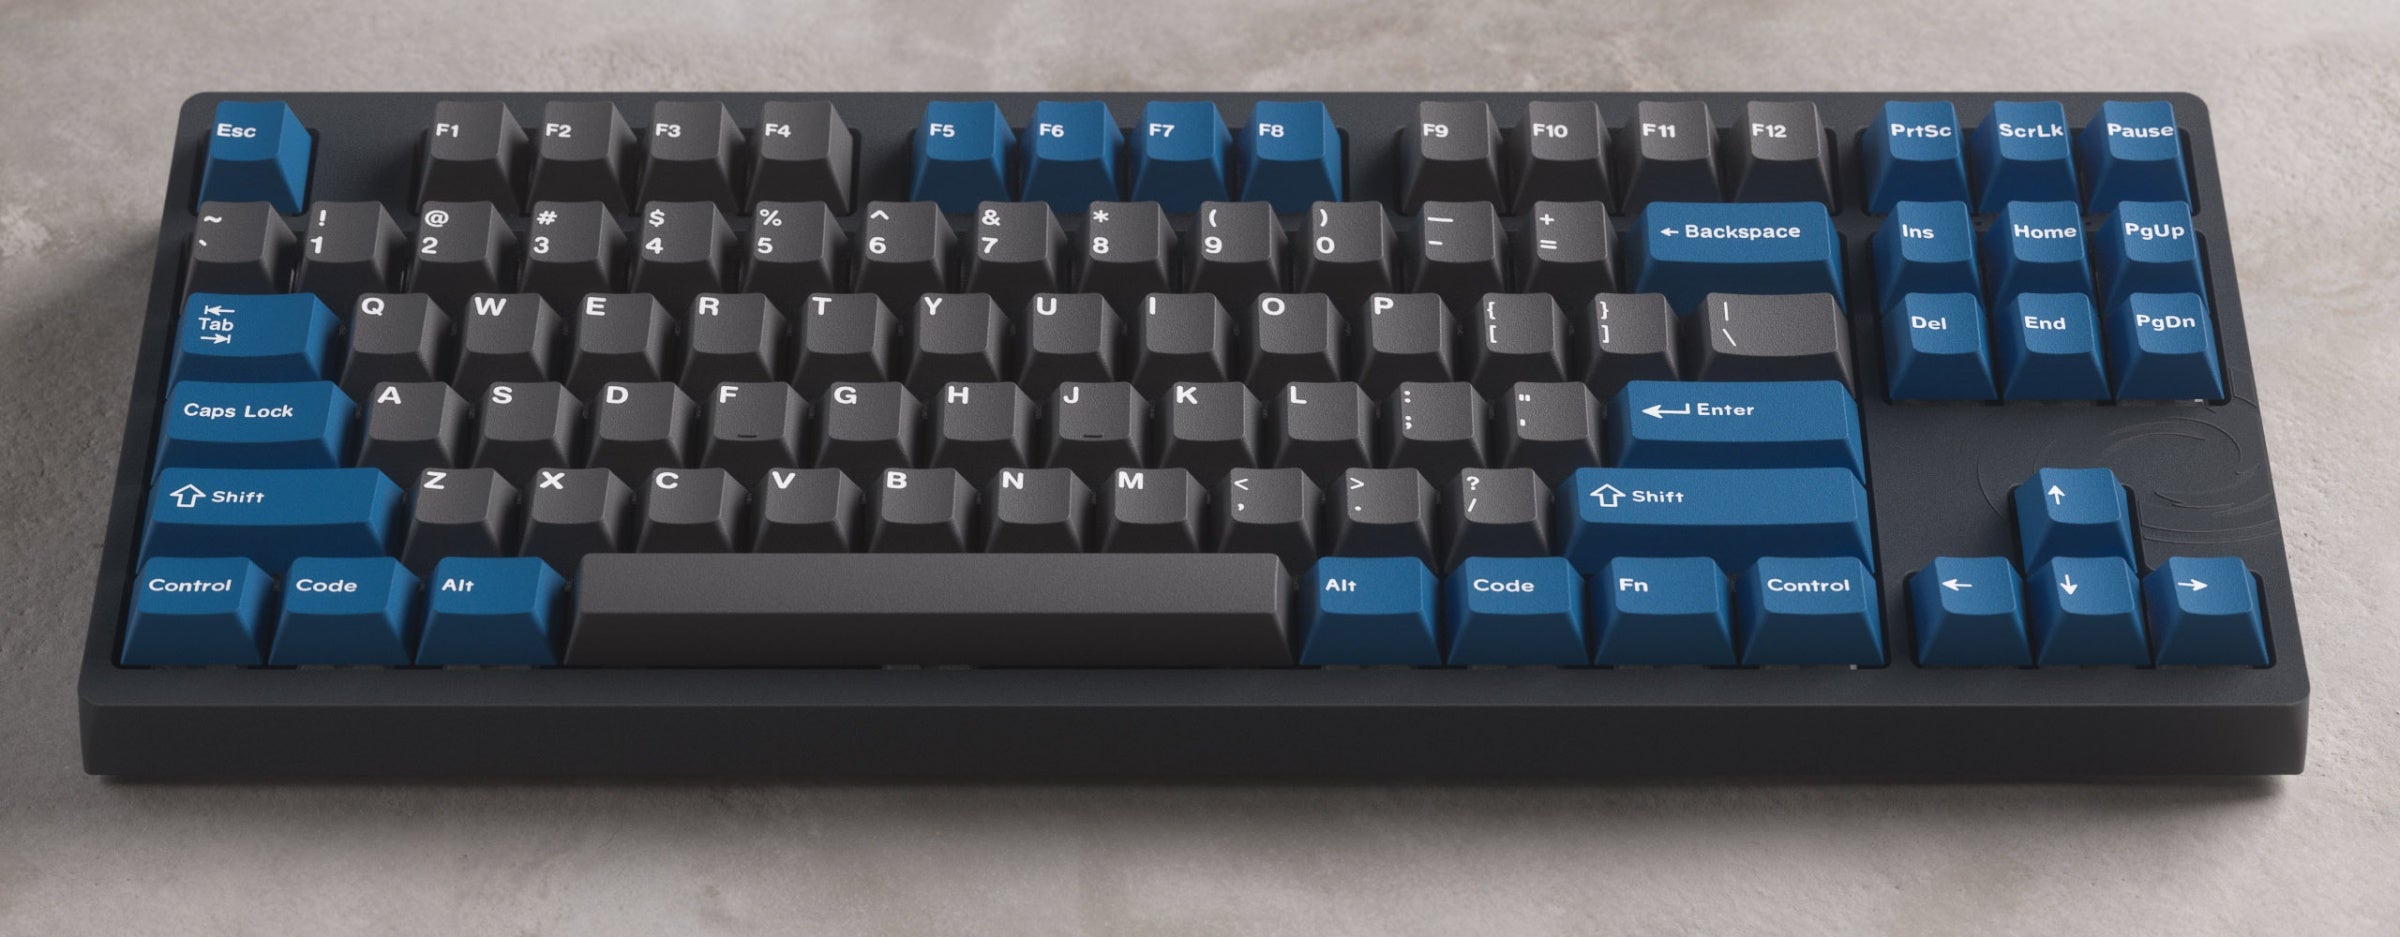 Esc F1 F2 F3 F4 F5 F6 F7 F8 F9 F10 F11 F12 PrtSc ScrLk Pause
~ ! @ # $ % ^ & * ( ) — +
` 1 2 3 4 5 6 7 8 9 0 - = ← Backspace Ins Home PgUp
⇤ Tab ⇥ Q W E R T Y U I O P { [ } ] | \ Del End PgDn
Caps Lock A S D F G H J K L : ; " ' ↵ Enter
⇧ Shift Z X C V B N M < , > . ? / ⇧ Shift ↑
Control Code Alt Alt Code Fn Control ← ↓ →